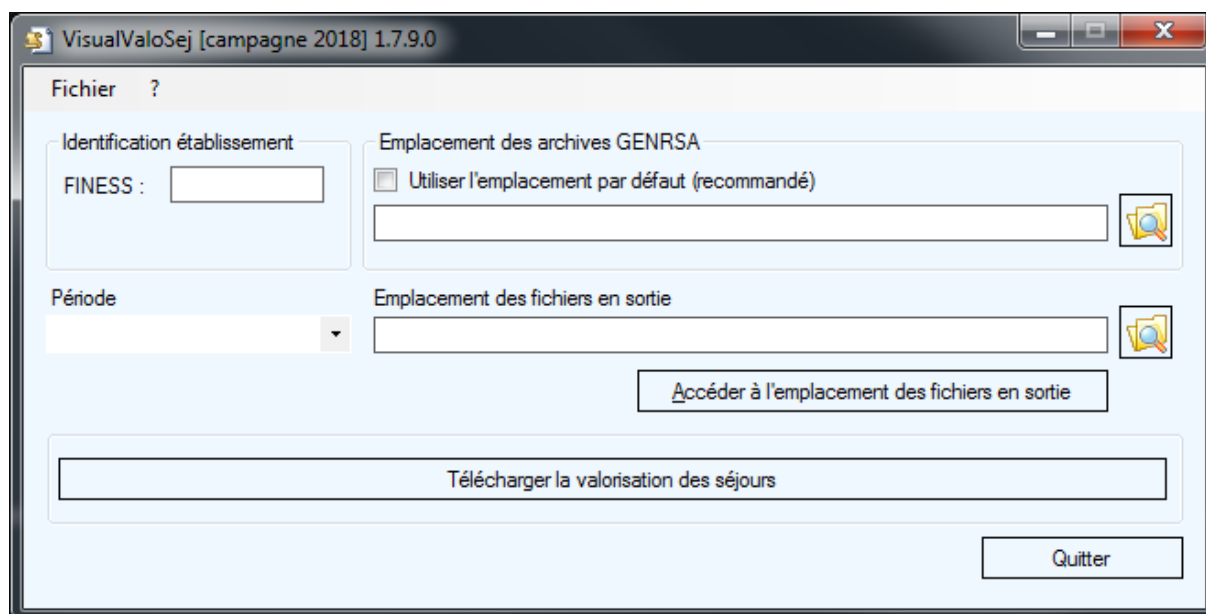 VisualValoSej [campagne 2018] 1.7.9.0
Fichier ?
Identification établissement
FINESS :
Emplacement des archives GENRSA
Utiliser l'emplacement par défaut (recommandé)
Période
Emplacement des fichiers en sortie
Accéder à l'emplacement des fichiers en sortie
Télécharger la valorisation des séjours
Quitter